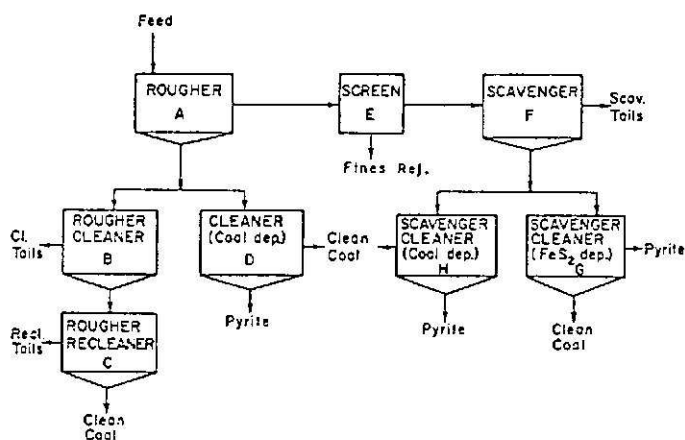 Feed
ROUGHER
A
SCREEN
E
SCAVENGER
F
Scav.
Tails
Fines Rej.
Cl.
Tails
ROUGHER
CLEANER
B
CLEANER
(Coal dep.)
D
Clean
Coal
SCAVENGER
CLEANER
(Coal dep.)
H
SCAVENGER
CLEANER
(FeS2 dep.)
G
Pyrite
Recl.
Tails
ROUGHER
RECLEANER
C
Pyrite
Pyrite
Clean
Coal
Clean
Coal